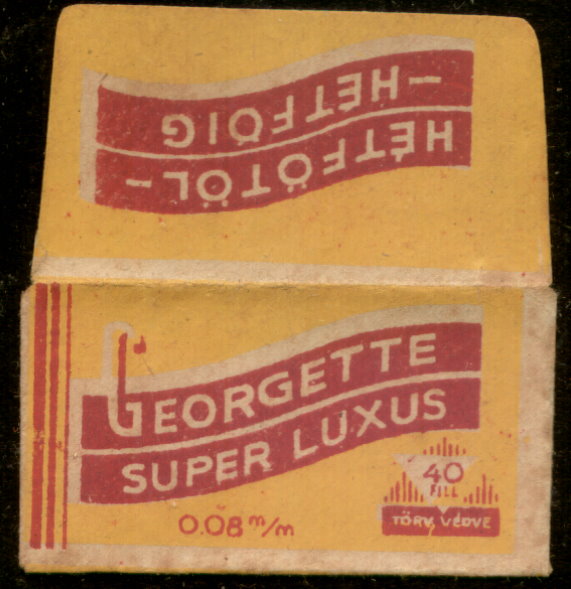 HÉTFŐTŐL-
-HÉTFŐIG
GEORGETTE
SUPER LUXUS
40
FILL
0.08 m/m
TÖRV. VÉDVE